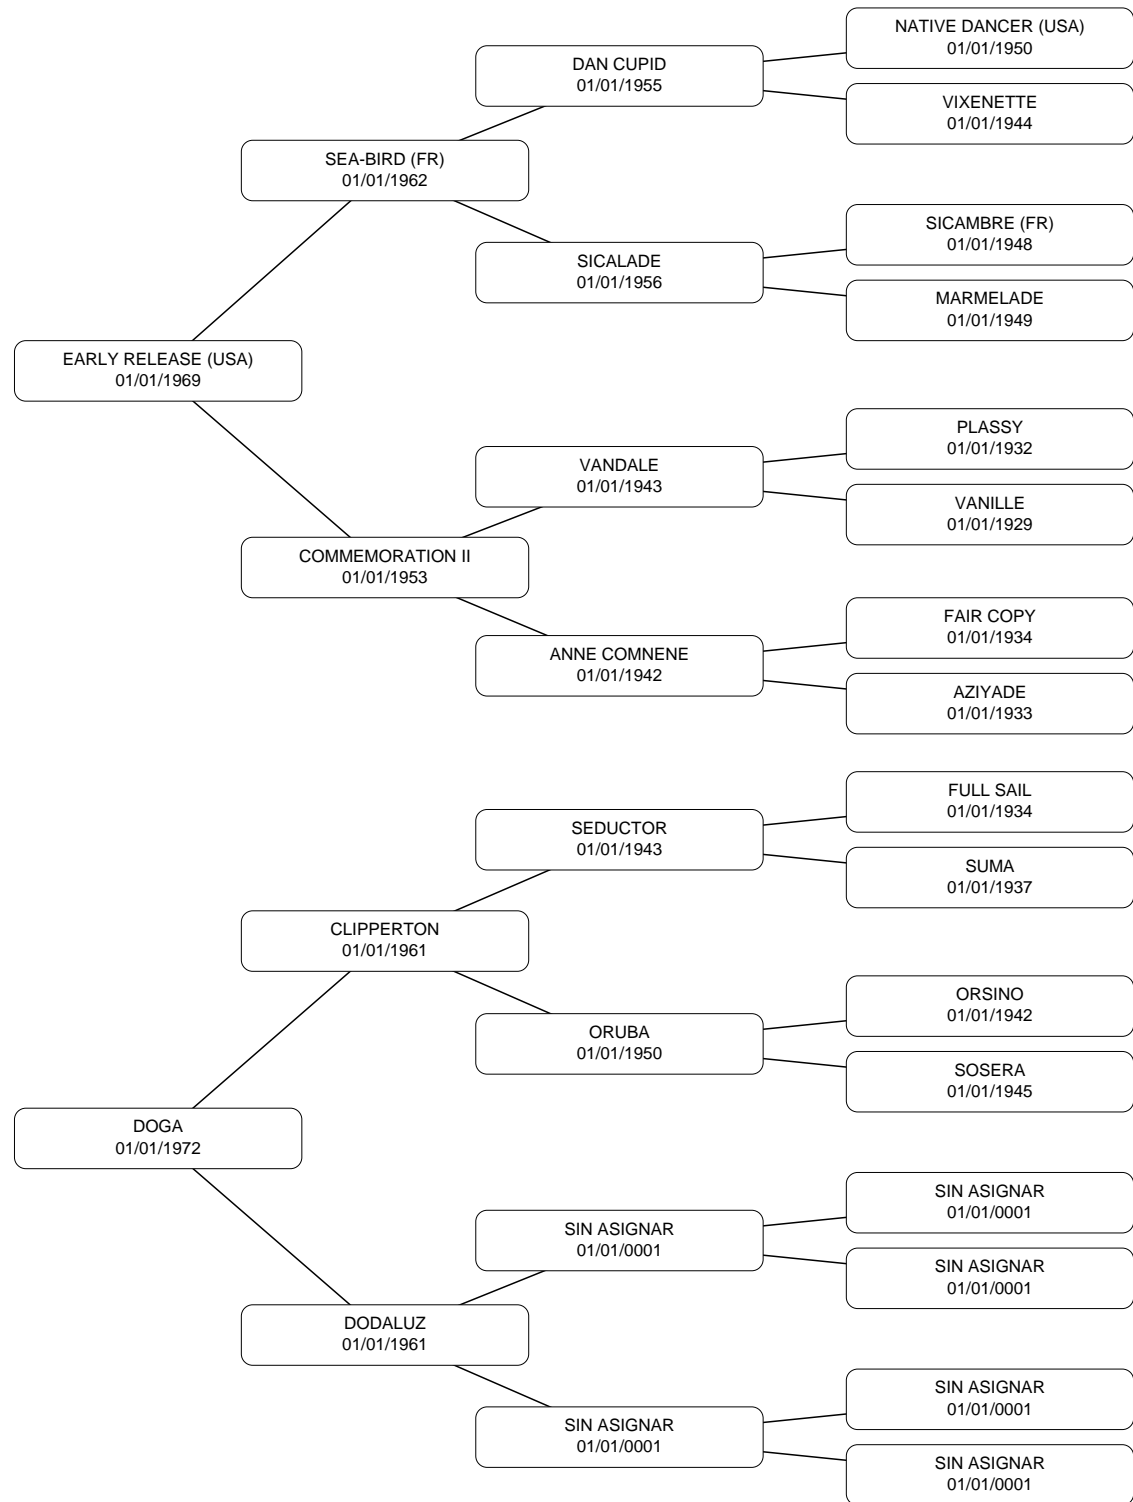 NATIVE DANCER (USA)
01/01/1950
DAN CUPID
01/01/1955
VIXENETTE
01/01/1944
SEA-BIRD (FR)
01/01/1962
SICAMBRE (FR)
01/01/1948
SICALADE
01/01/1956
MARMELADE
01/01/1949
EARLY RELEASE (USA)
01/01/1969
PLASSY
01/01/1932
VANDALE
01/01/1943
VANILLE
01/01/1929
COMMEMORATION II
01/01/1953
FAIR COPY
01/01/1934
ANNE COMNENE
01/01/1942
AZIYADE
01/01/1933
FULL SAIL
01/01/1934
SEDUCTOR
01/01/1943
SUMA
01/01/1937
CLIPPERTON
01/01/1961
ORSINO
01/01/1942
ORUBA
01/01/1950
SOSERA
01/01/1945
DOGA
01/01/1972
SIN ASIGNAR
01/01/0001
SIN ASIGNAR
01/01/0001
SIN ASIGNAR
01/01/0001
DODALUZ
01/01/1961
SIN ASIGNAR
01/01/0001
SIN ASIGNAR
01/01/0001
SIN ASIGNAR
01/01/0001